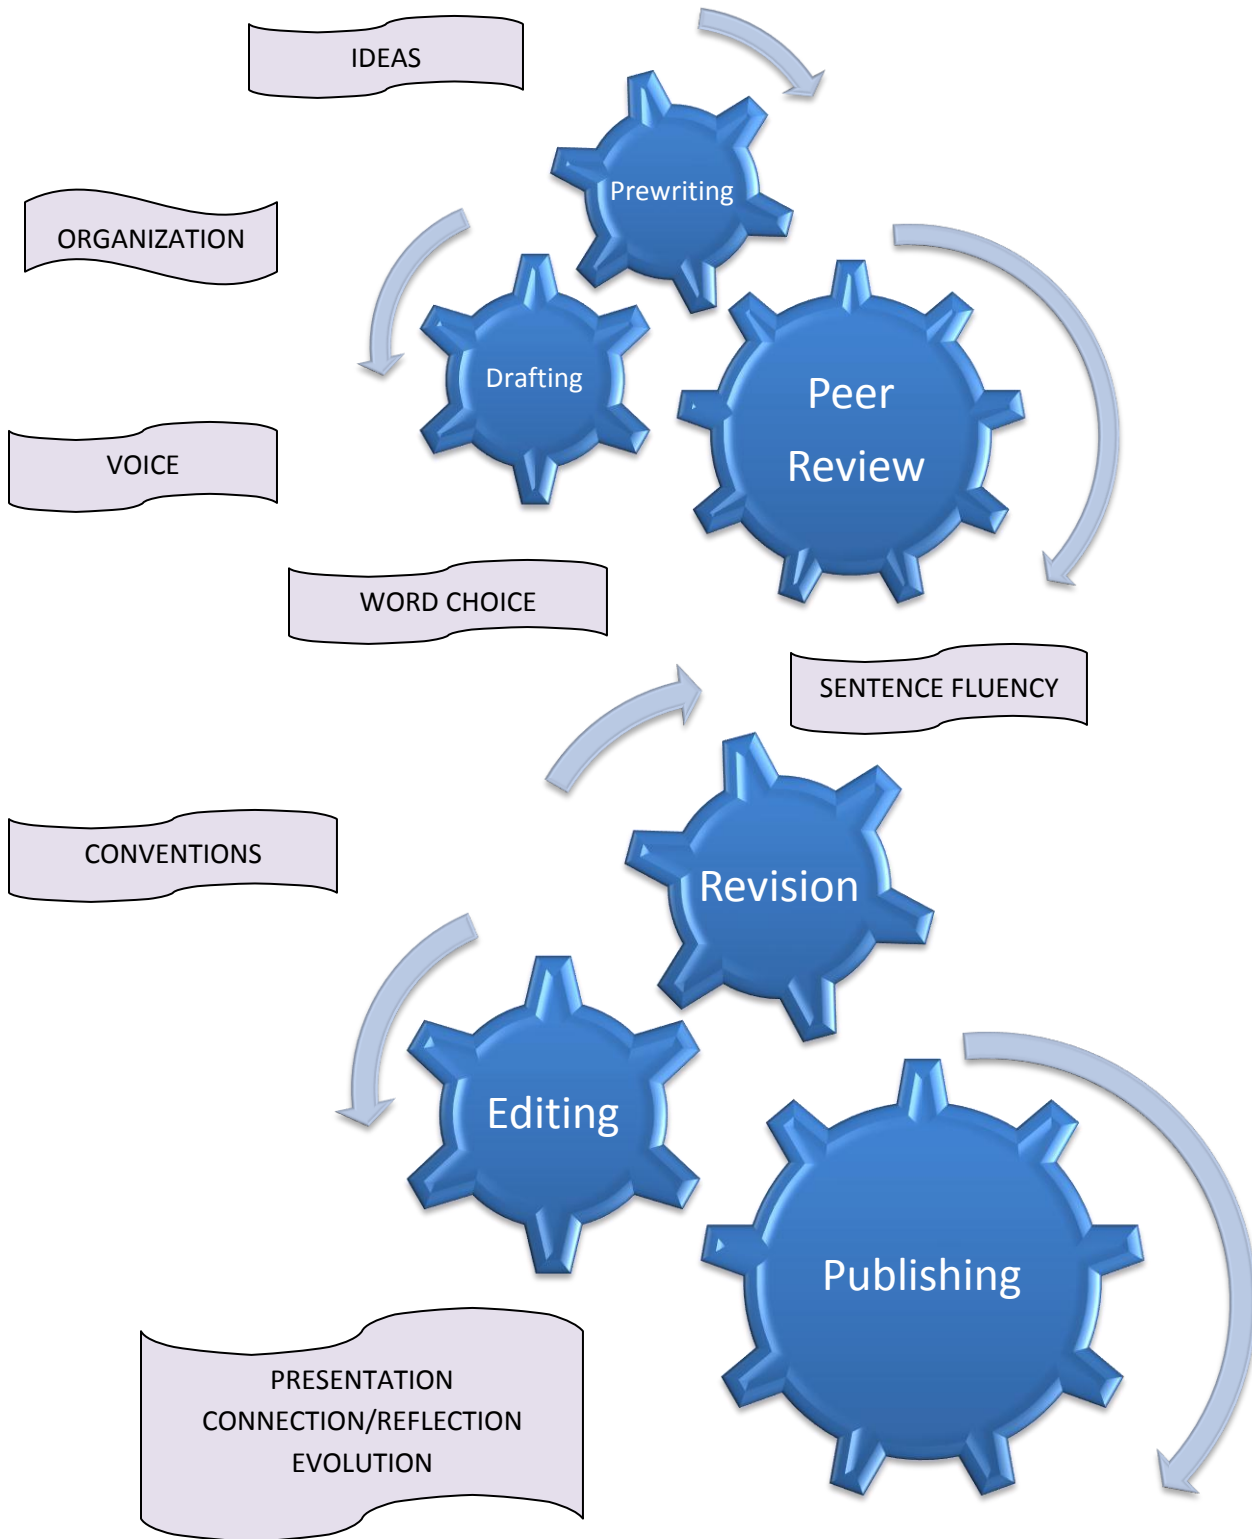 IDEAS
Prewriting
ORGANIZATION
Drafting
Peer
Review
VOICE
WORD CHOICE
SENTENCE FLUENCY
CONVENTIONS
Revision
Editing
Publishing
PRESENTATION
CONNECTION/REFLECTION
EVOLUTION